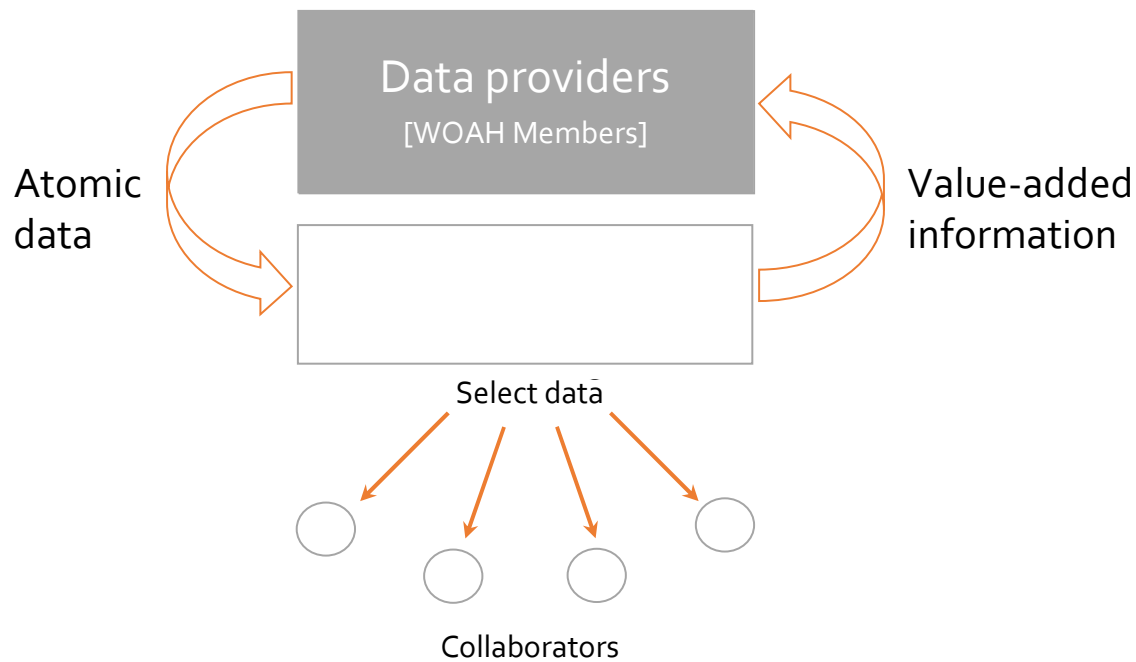 Data providers
[WOAH Members]
Atomic
data
Value-added
information
Select data
Collaborators